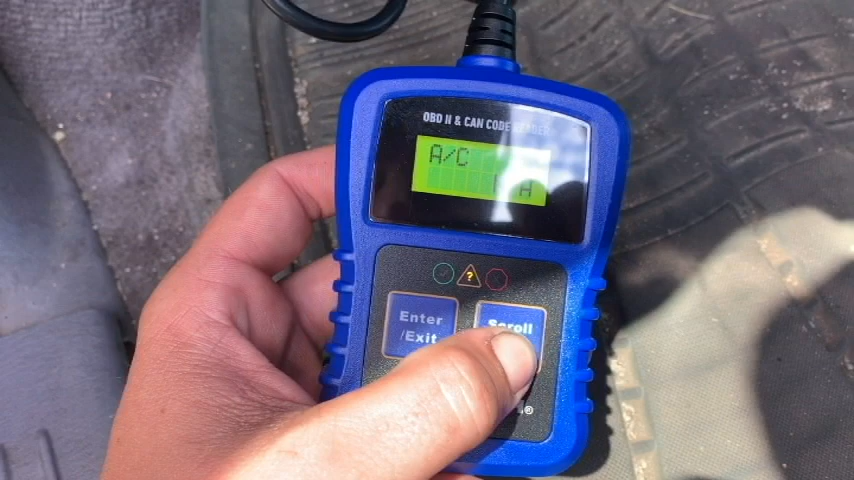 OBD II & CAN CODE READER
A/C
A
?
Enter
/Exit
Scroll
®